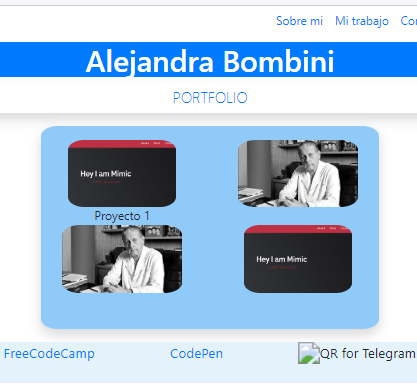 Sobre mi Mi trabajo
Alejandra Bombini
PORTFOLIO
Hey I am Mimic
Proyecto 1
Hey I am Mimic
FreeCodeCamp CodePen QR for Telegram